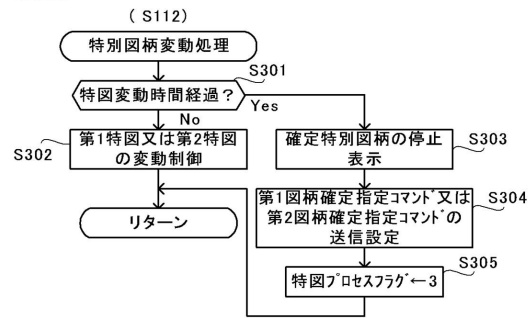 (S112)
特別図柄変動処理
S301
特図変動時間経過？
Yes
No
S302
第1特図又は第2特図
の変動制御
S303
確定特別図柄の停止
表示
S304
第1図柄確定指定コマンド又は
第2図柄確定指定コマンドの
送信設定
リターン
S305
特図プロセスフラグ←3